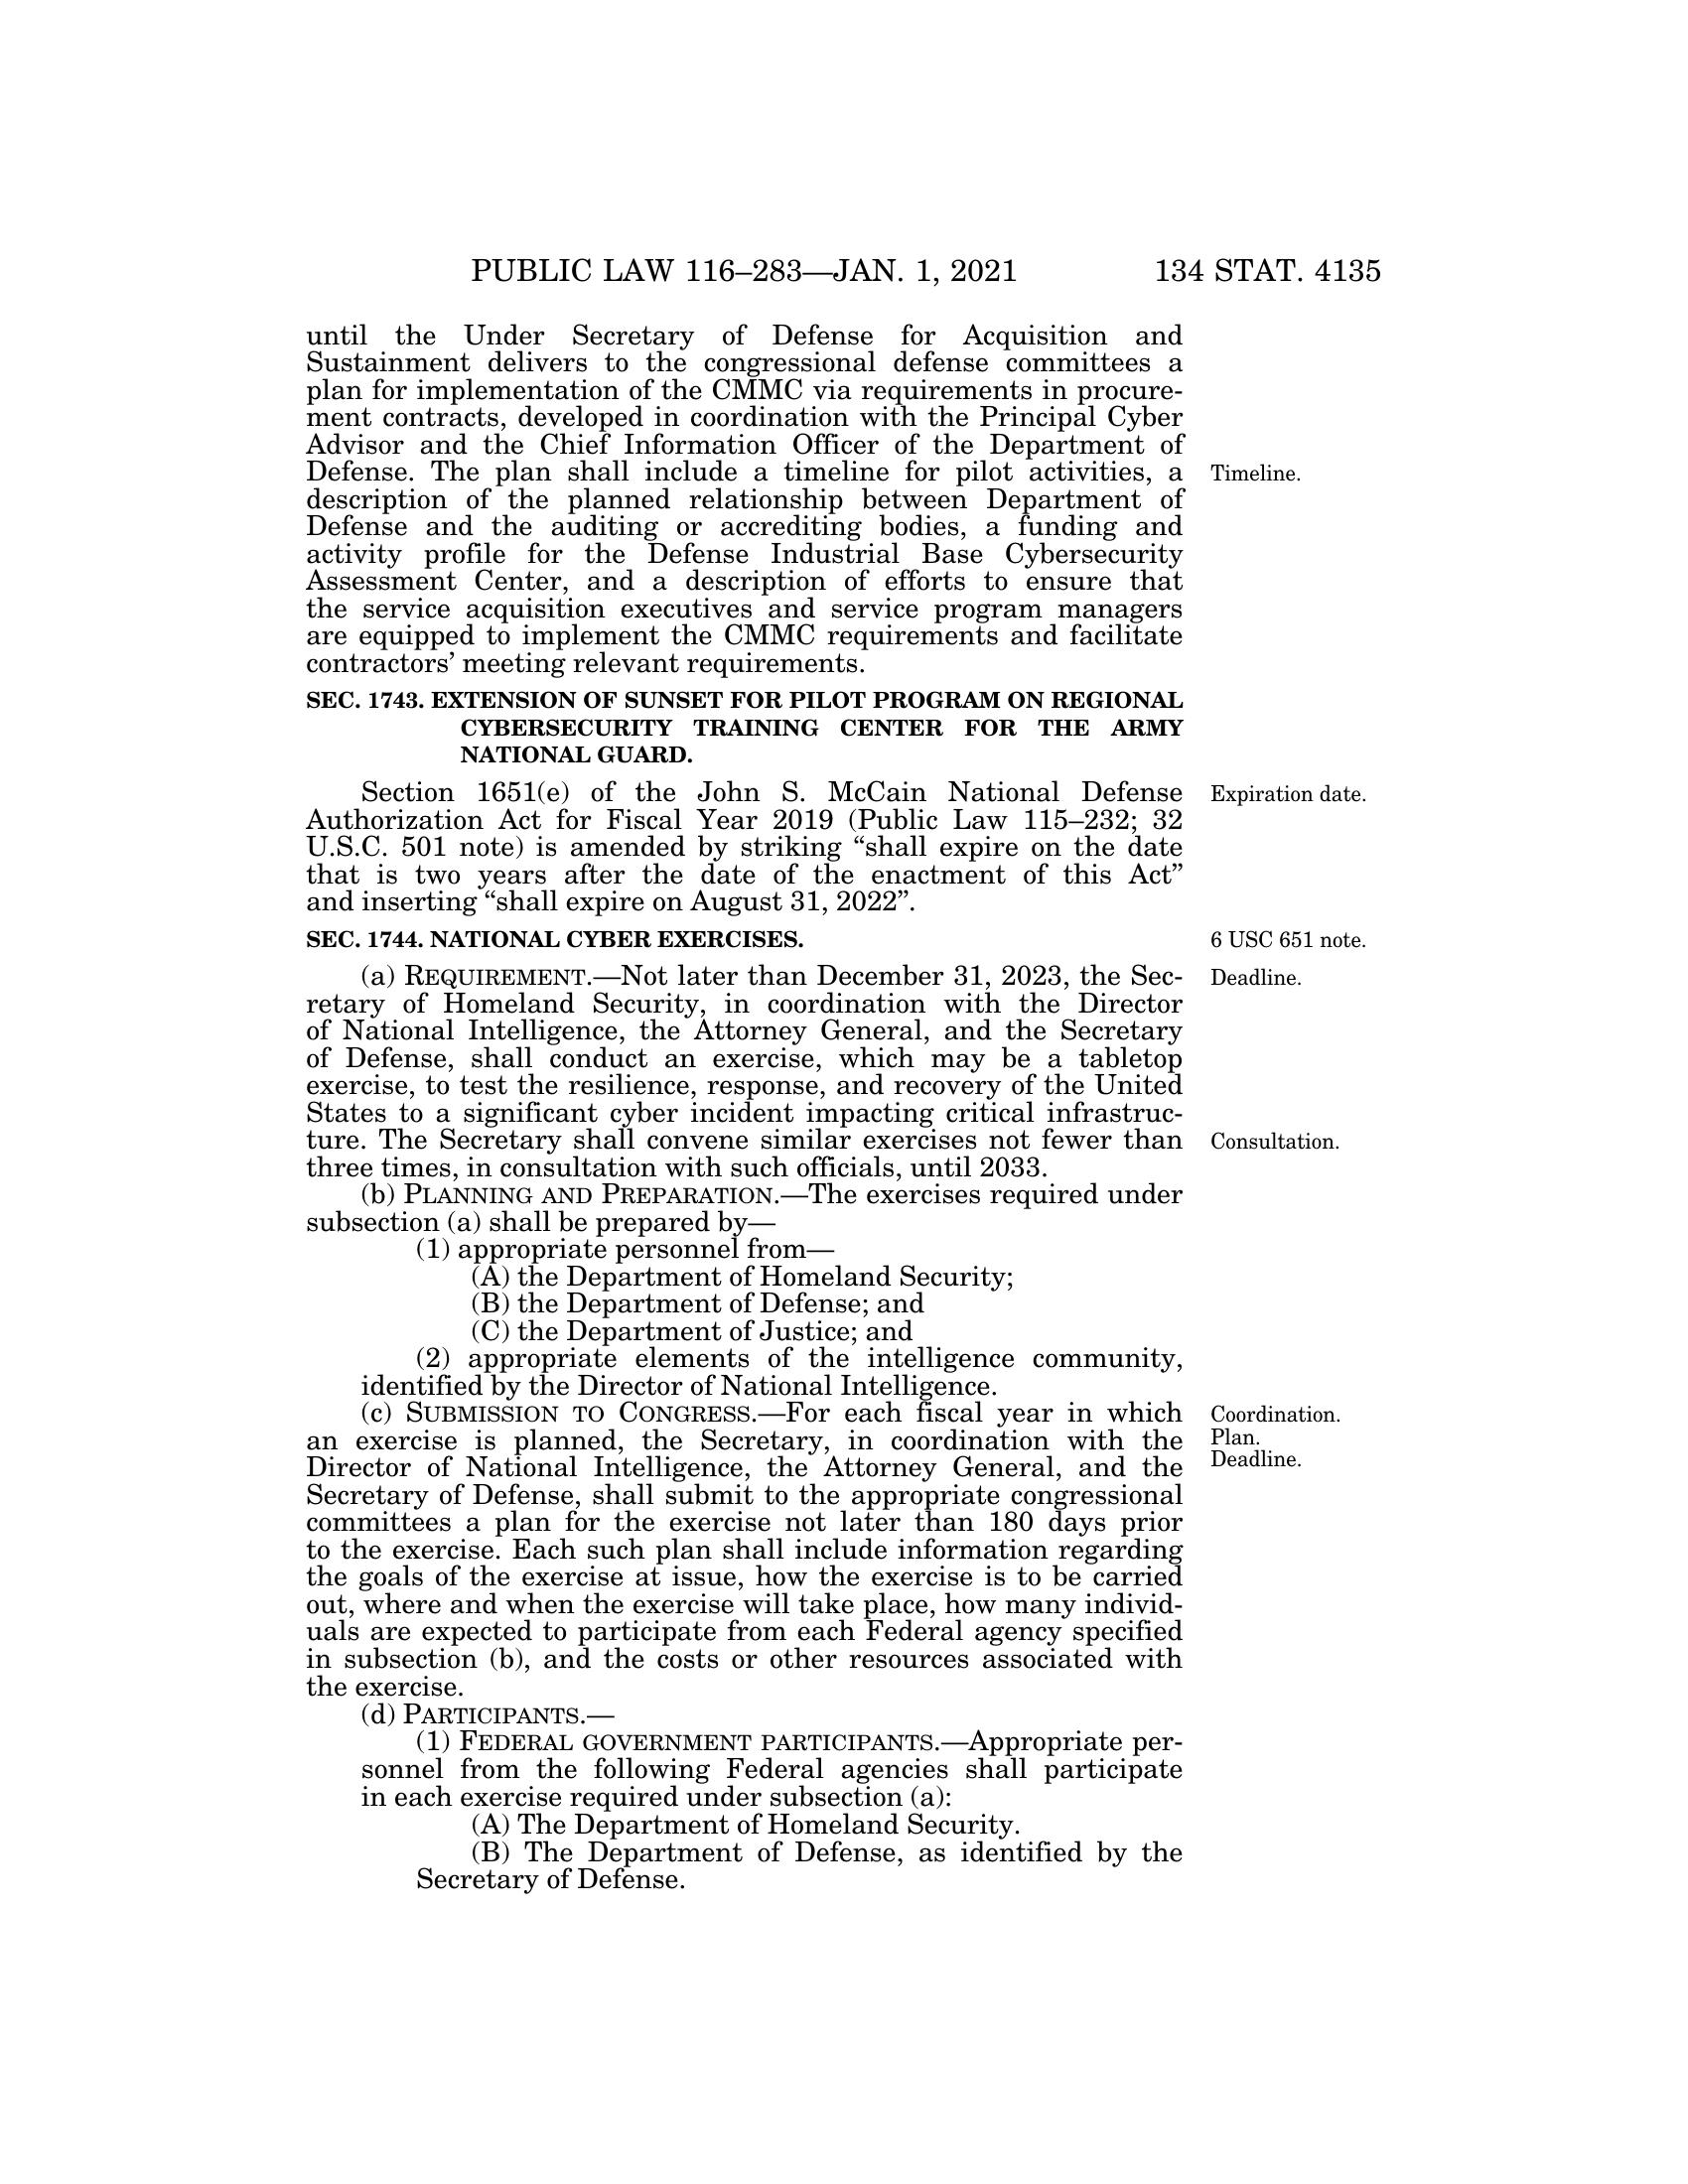 PUBLIC LAW 116–283—JAN. 1, 2021 134 STAT. 4135
until the Under Secretary of Defense for Acquisition and
Sustainment delivers to the congressional defense committees a
plan for implementation of the CMMC via requirements in procure-
ment contracts, developed in coordination with the Principal Cyber
Advisor and the Chief Information Officer of the Department of
Defense. The plan shall include a timeline for pilot activities, a
Timeline.
description of the planned relationship between Department of
Defense and the auditing or accrediting bodies, a funding and
activity profile for the Defense Industrial Base Cybersecurity
Assessment Center, and a description of efforts to ensure that
the service acquisition executives and service program managers
are equipped to implement the CMMC requirements and facilitate
contractors’ meeting relevant requirements.
SEC. 1743. EXTENSION OF SUNSET FOR PILOT PROGRAM ON REGIONAL
CYBERSECURITY TRAINING CENTER FOR THE ARMY
NATIONAL GUARD.
Section 1651(e) of the John S. McCain National Defense
Expiration date.
Authorization Act for Fiscal Year 2019 (Public Law 115–232; 32
U.S.C. 501 note) is amended by striking “shall expire on the date
that is two years after the date of the enactment of this Act”
and inserting “shall expire on August 31, 2022”.
SEC. 1744. NATIONAL CYBER EXERCISES.
6 USC 651 note.
(a) REQUIREMENT.—Not later than December 31, 2023, the Sec-
Deadline.
retary of Homeland Security, in coordination with the Director
of National Intelligence, the Attorney General, and the Secretary
of Defense, shall conduct an exercise, which may be a tabletop
exercise, to test the resilience, response, and recovery of the United
States to a significant cyber incident impacting critical infrastruc-
ture. The Secretary shall convene similar exercises not fewer than
Consultation.
three times, in consultation with such officials, until 2033.
(b) PLANNING AND PREPARATION.—The exercises required under
subsection (a) shall be prepared by—
(1) appropriate personnel from—
(A) the Department of Homeland Security;
(B) the Department of Defense; and
(C) the Department of Justice; and
(2) appropriate elements of the intelligence community,
identified by the Director of National Intelligence.
(c) SUBMISSION TO CONGRESS.—For each fiscal year in which
Coordination.
an exercise is planned, the Secretary, in coordination with the
Plan.
Director of National Intelligence, the Attorney General, and the
Deadline.
Secretary of Defense, shall submit to the appropriate congressional
committees a plan for the exercise not later than 180 days prior
to the exercise. Each such plan shall include information regarding
the goals of the exercise at issue, how the exercise is to be carried
out, where and when the exercise will take place, how many individ-
uals are expected to participate from each Federal agency specified
in subsection (b), and the costs or other resources associated with
the exercise.
(d) PARTICIPANTS.—
(1) FEDERAL GOVERNMENT PARTICIPANTS.—Appropriate per-
sonnel from the following Federal agencies shall participate
in each exercise required under subsection (a):
(A) The Department of Homeland Security.
(B) The Department of Defense, as identified by the
Secretary of Defense.